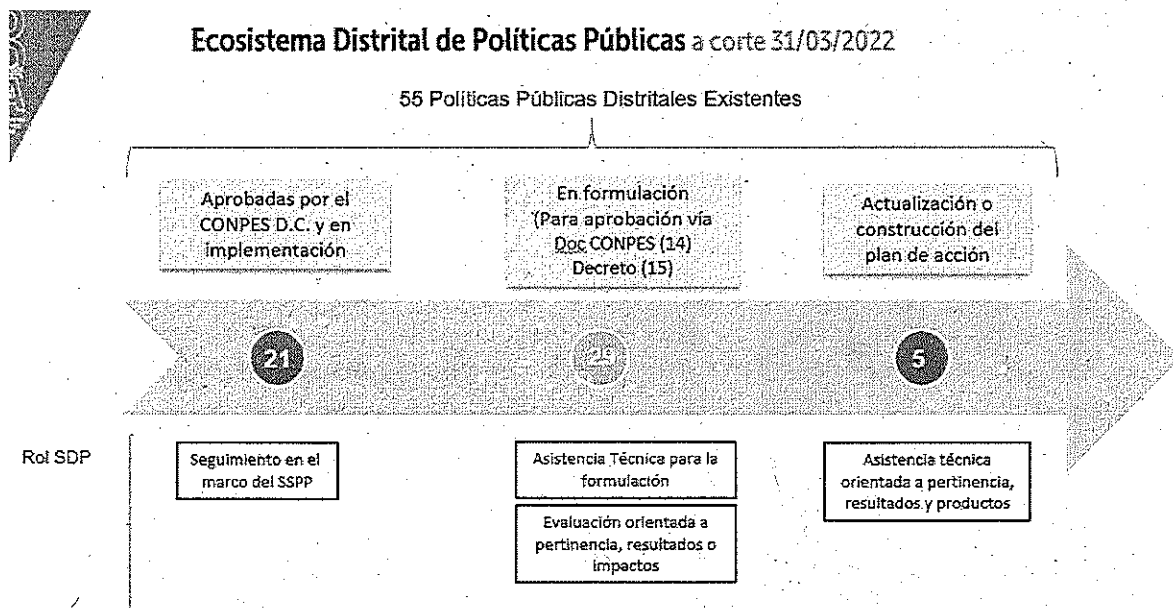 Ecosistema Distrital de Políticas Públicas a corte 31/03/2022
55 Políticas Públicas Distritales Existentes
Aprobadas por el
CONPES D.C. y en
implementación
En formulación
(Para aprobación vía
Doc CONPES (14)
Decreto (15)
Actualización o
construcción del
plan de acción
21
29
5
Rol SDP
Seguimiento en el
marco del SSPP
Asistencia Técnica para la
formulación
Evaluación orientada a
pertinencia, resultados o
impactos
Asistencia técnica
orientada a pertinencia,
resultados y productos